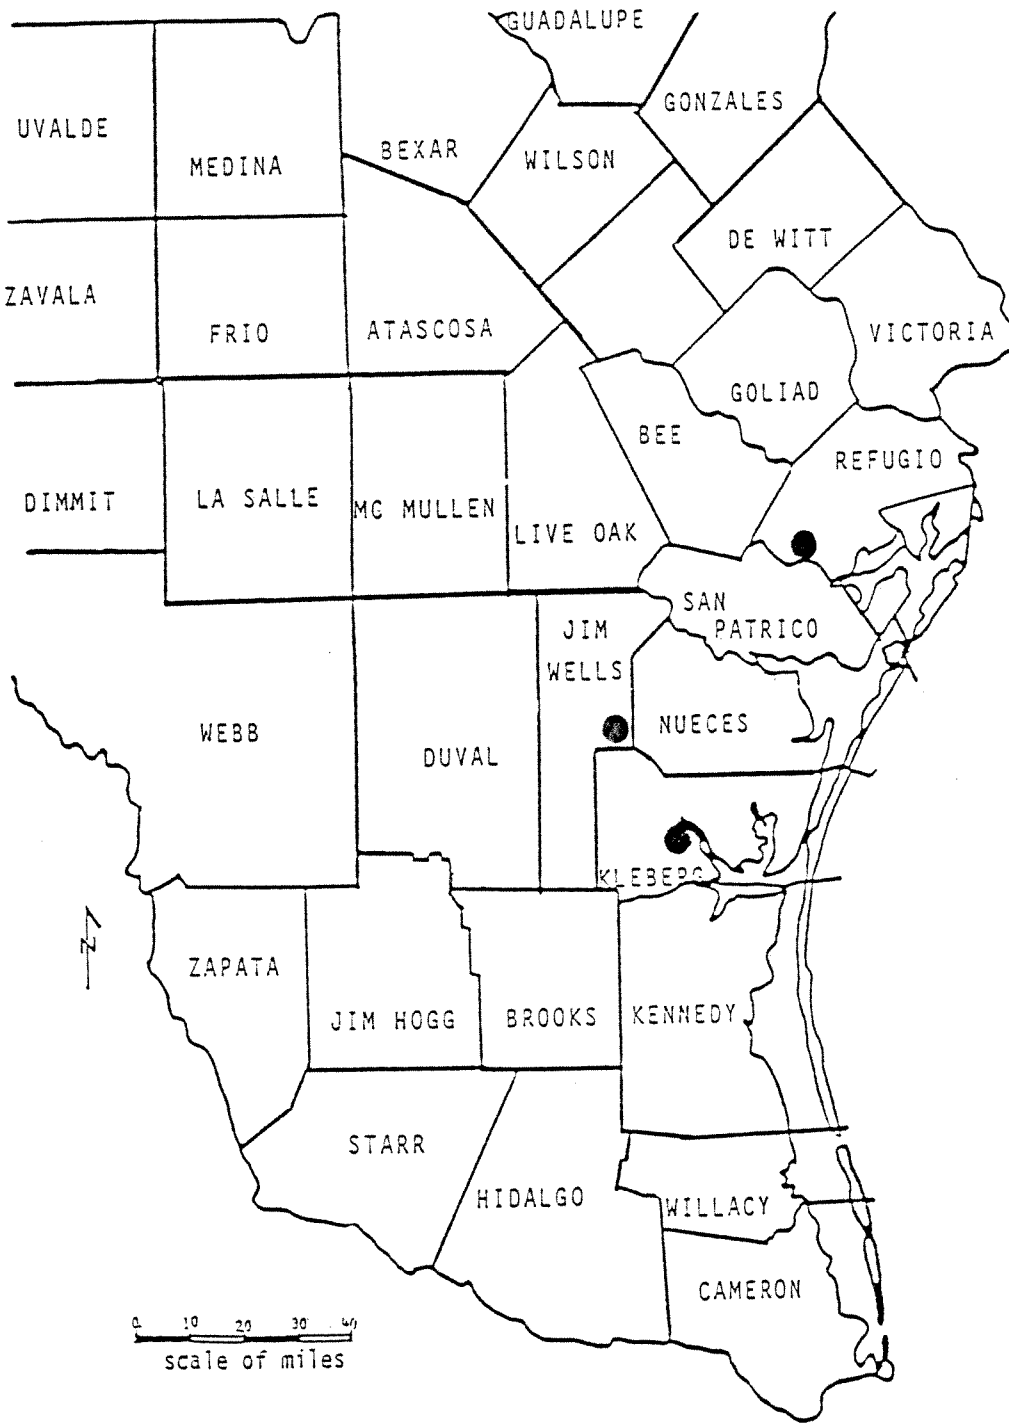 GUADALUPE
GONZALES
UVALDE
BEXAR
MEDINA
WILSON
DE WITT
ZAVALA
FRIO
ATASCOSA
VICTORIA
GOLIAD
BEE
REFUGIO
DIMMIT
LA SALLE
MC MULLEN
LIVE OAK
SAN
PATRICO
JIM
WELLS
WEBB
DUVAL
NUECES
KLEBERG
ZAPATA
JIM HOGG
BROOKS
KENNEDY
STARR
HIDALGO
WILLACY
CAMERON
N
0 10 20 30 40
scale of miles